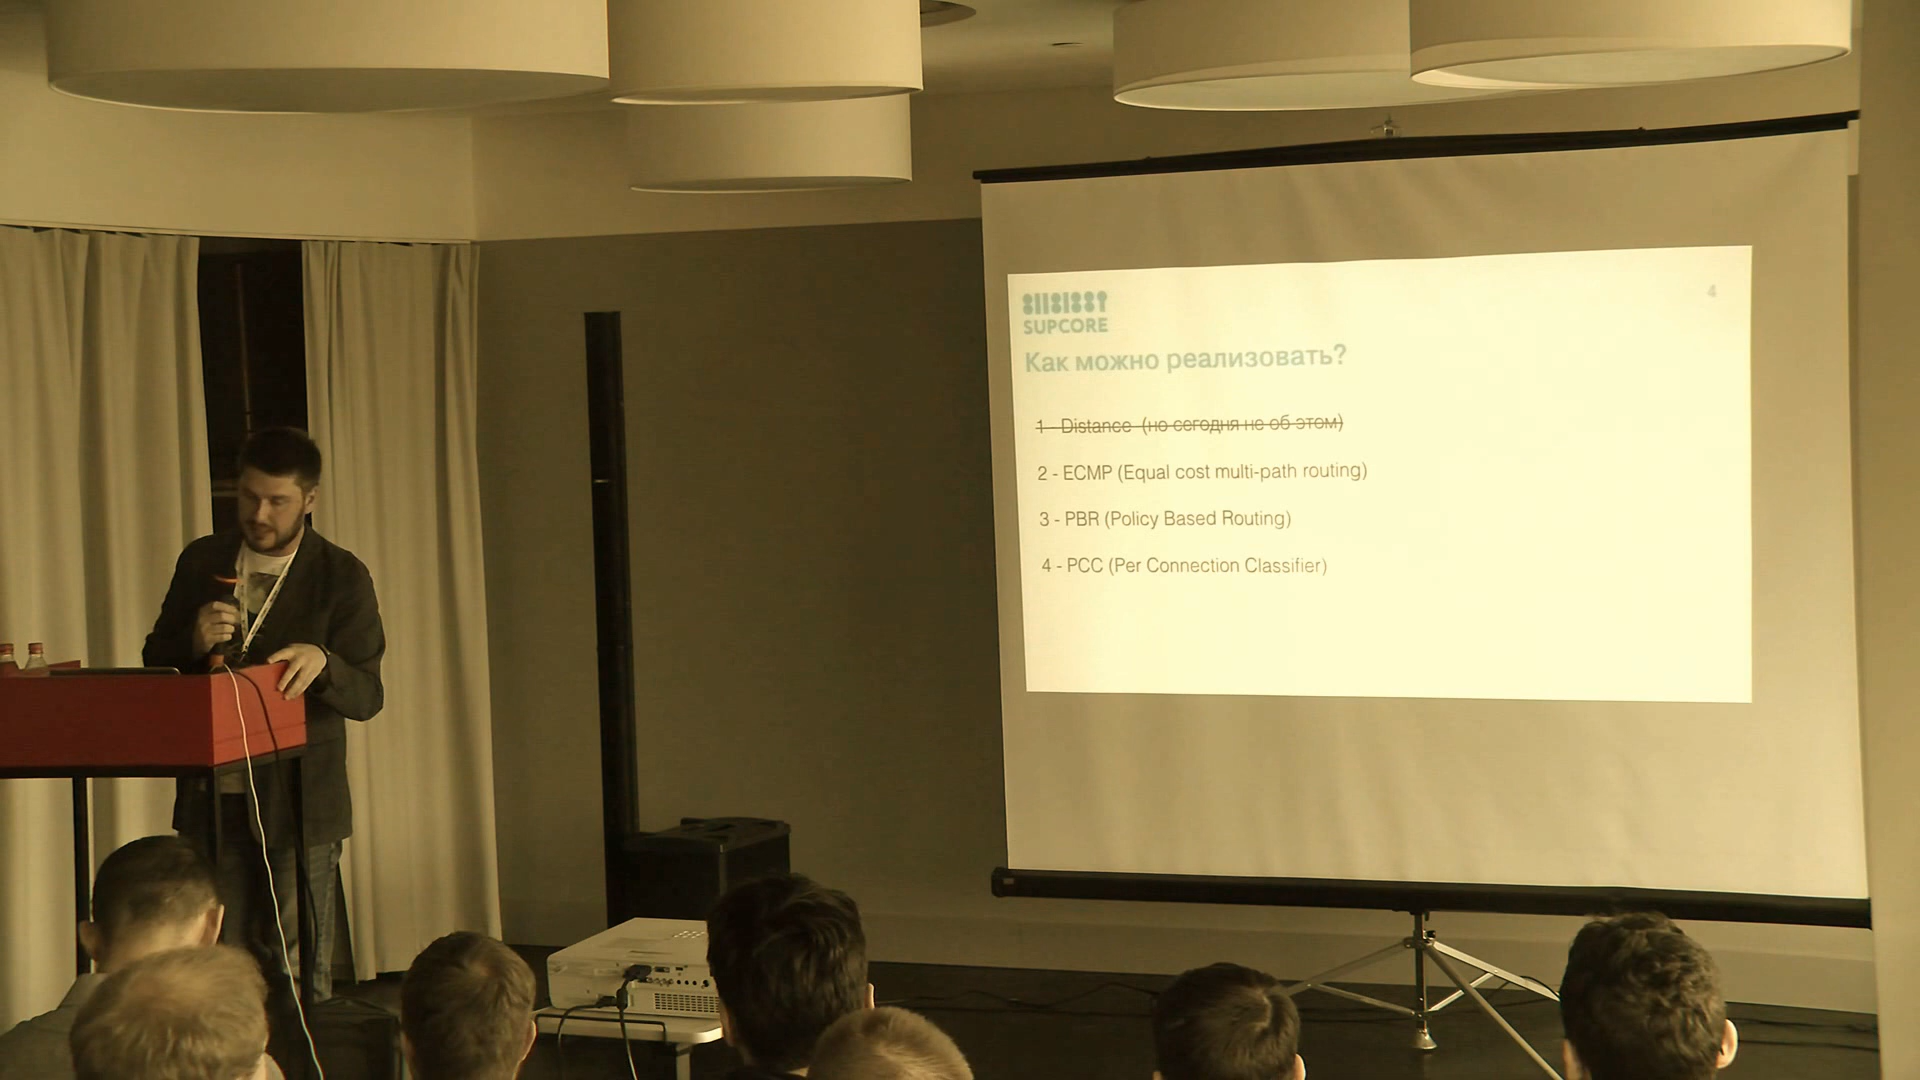 4
SUPCORE
Как можно реализовать?
1 - Distance (но сегодня не об этом)
2 - ECMP (Equal cost multi-path routing)
3 - PBR (Policy Based Routing)
4 - PCC (Per Connection Classifier)